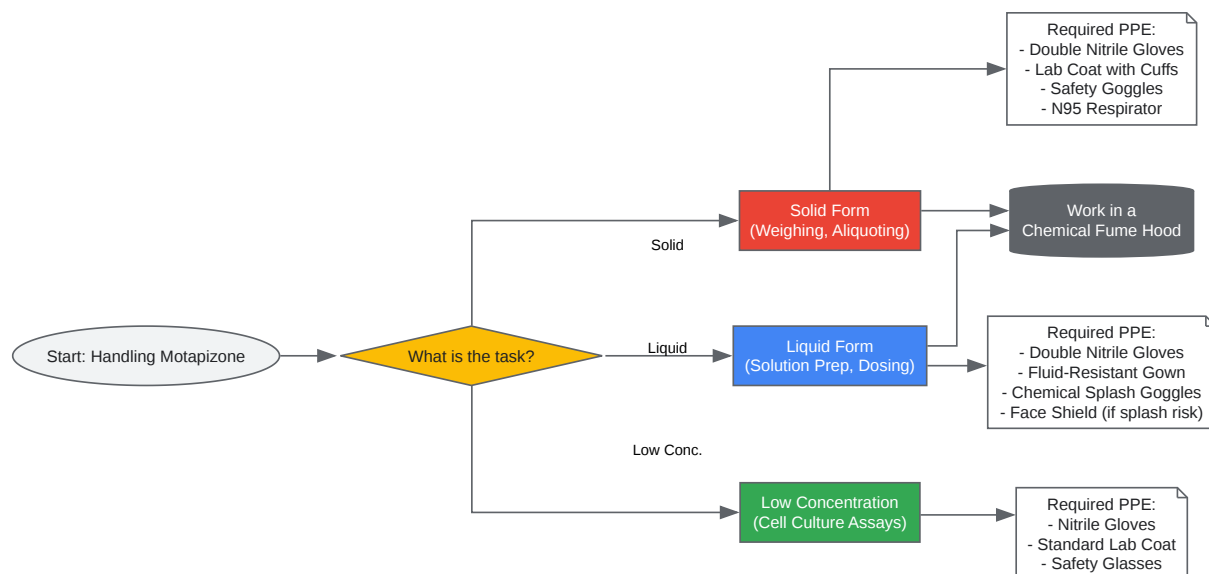 Required PPE:
- Double Nitrile Gloves
- Lab Coat with Cuffs
- Safety Goggles
- N95 Respirator
Solid Form
(Weighing, Aliquoting)
Work in a
Chemical Fume Hood
Solid
Start: Handling Motapizone
What is the task?
Liquid
Liquid Form
(Solution Prep, Dosing)
Required PPE:
- Double Nitrile Gloves
- Fluid-Resistant Gown
- Chemical Splash Goggles
- Face Shield (if splash risk)
Low Conc.
Low Concentration
(Cell Culture Assays)
Required PPE:
- Nitrile Gloves
- Standard Lab Coat
- Safety Glasses